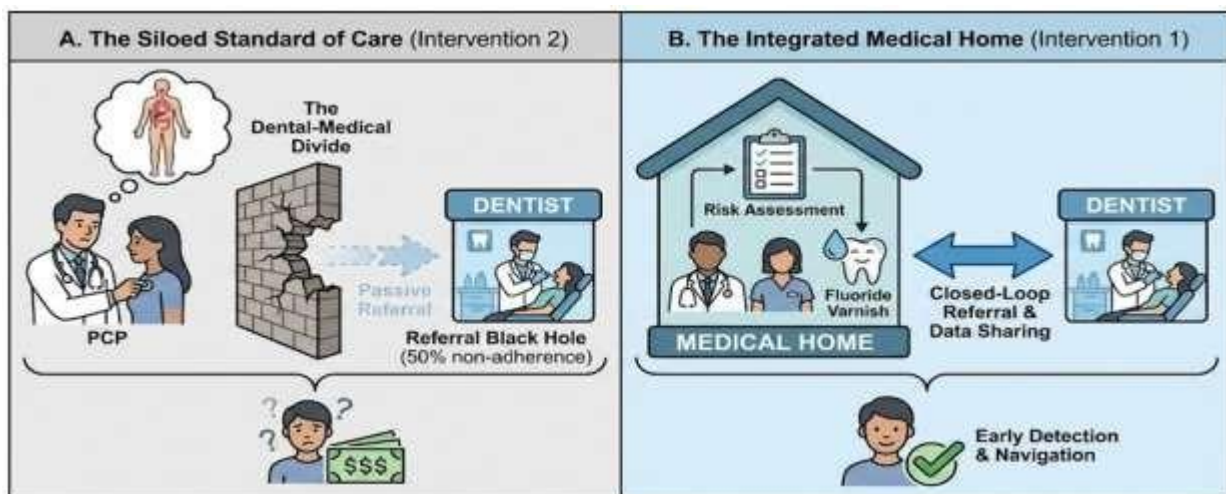 A. The Siloed Standard of Care (Intervention 2)
The
Dental-Medical
Divide
DENTIST
Passive
Referral
PCP
Referral Black Hole
(50% non-adherence)
? ? ?
$$$
B. The Integrated Medical Home (Intervention 1)
Risk Assessment
Fluoride
Varnish
MEDICAL HOME
DENTIST
Closed-Loop
Referral &
Data Sharing
Early Detection
& Navigation